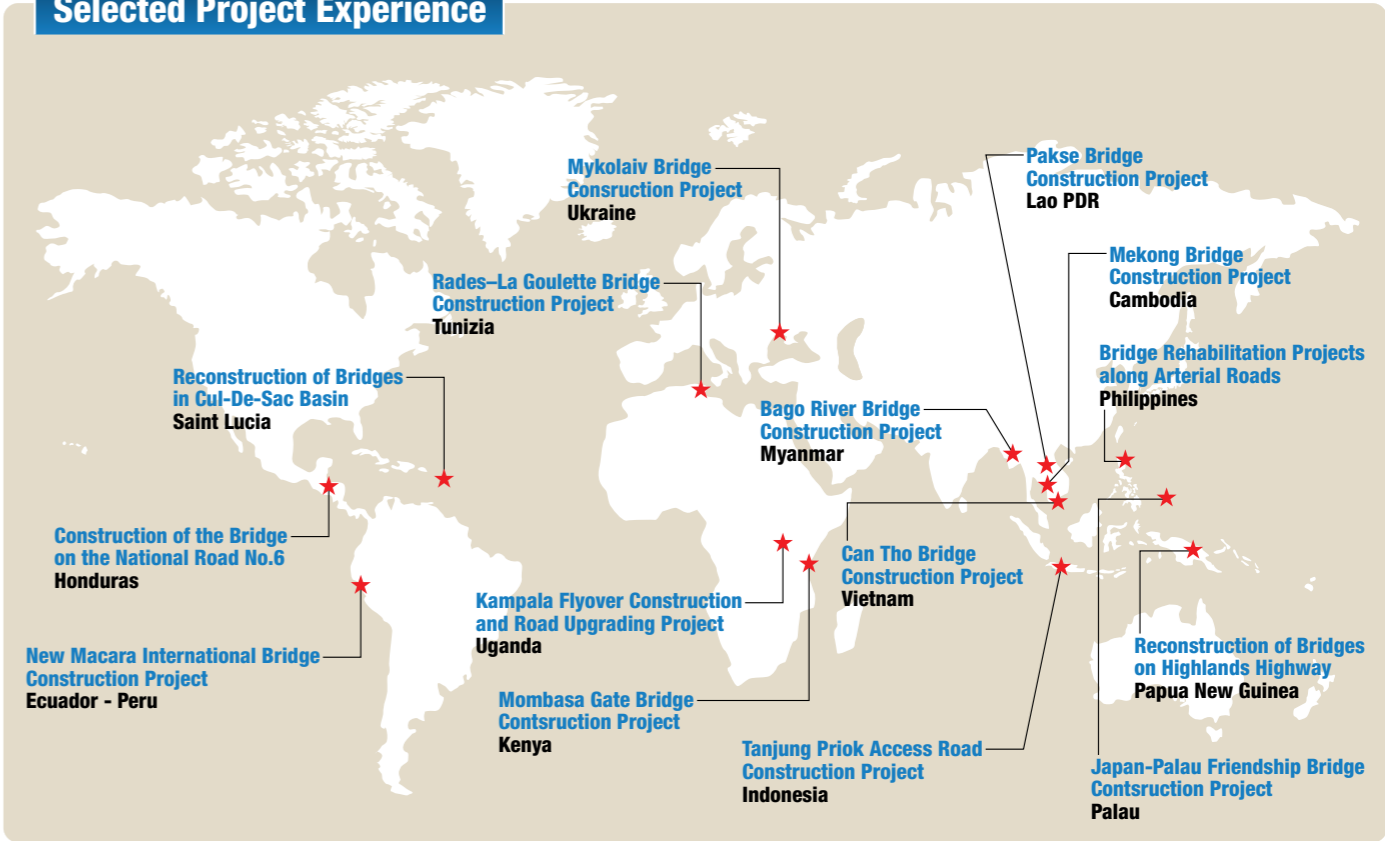 Selected Project Experience
Mykolaiv Bridge
Consruction Project
Ukraine
Pakse Bridge
Construction Project
Lao PDR
Rades–La Goulette Bridge
Construction Project
Tunizia
Mekong Bridge
Construction Project
Cambodia
Reconstruction of Bridges
in Cul-De-Sac Basin
Saint Lucia
Bridge Rehabilitation Projects
along Arterial Roads
Philippines
Bago River Bridge
Construction Project
Myanmar
Construction of the Bridge
on the National Road No.6
Honduras
Can Tho Bridge
Construction Project
Vietnam
Kampala Flyover Construction
and Road Upgrading Project
Uganda
New Macara International Bridge
Construction Project
Ecuador - Peru
Reconstruction of Bridges
on Highlands Highway
Papua New Guinea
Mombasa Gate Bridge
Contsruction Project
Kenya
Tanjung Priok Access Road
Construction Project
Indonesia
Japan-Palau Friendship Bridge
Contsruction Project
Palau